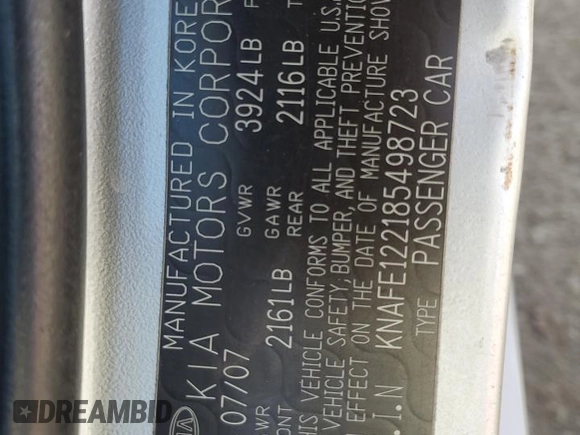 MANUFACTURED IN KORE
KIA MOTORS CORPOR
07/07 GVWR 3924LB
GAWR
2161LB REAR 2116LB
THIS VEHICLE CONFORMS TO ALL APPLICABLE U.S.
VEHICLE SAFETY, BUMPER, AND THEFT PREVENTI
EFFECT ON THE DATE OF MANUFACTURE SHOW
.I.N KNAFE122185498723
TYPE PASSENGER CAR
DREAMBID